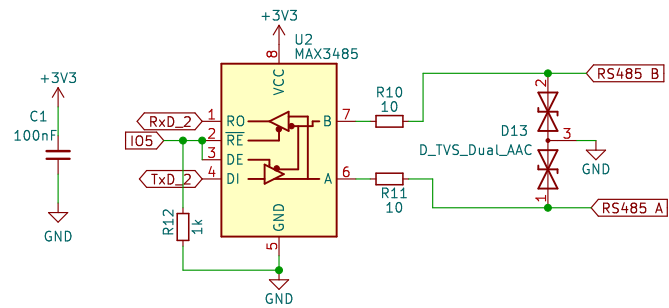 +3V3
U2
MAX3485
8
VCC
+3V3
C1
100nF
GND
RxD_2
1
RO
IO5
2
RE
3
DE
TxD_2
4
DI
B
7
R10
10
A
6
R11
10
GND
5
R12
1k
GND
2
RS485 B
D13
D_TVS_Dual_AAC
3
GND
1
RS485 A